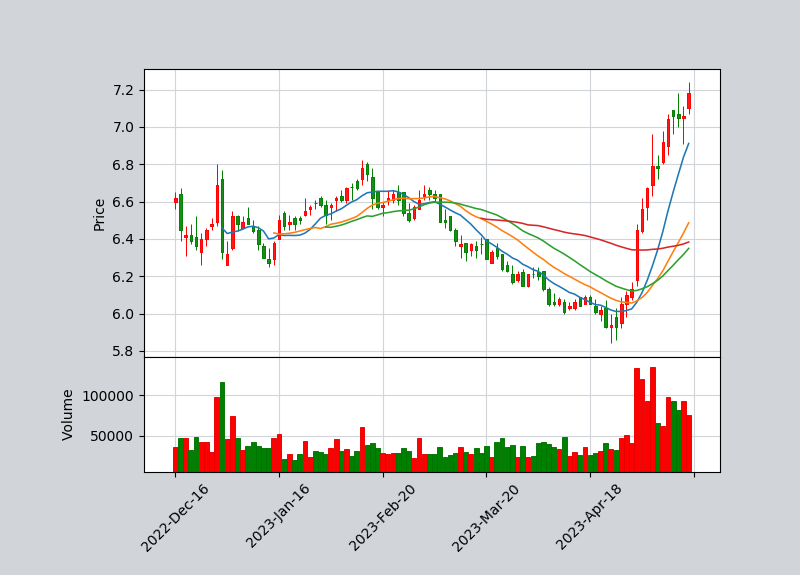 7.2
7.0
6.8
6.6
6.4
6.2
6.0
5.8
Price
100000
50000
Volume
2022-Dec-16
2023-Jan-16
2023-Feb-20
2023-Mar-20
2023-Apr-18